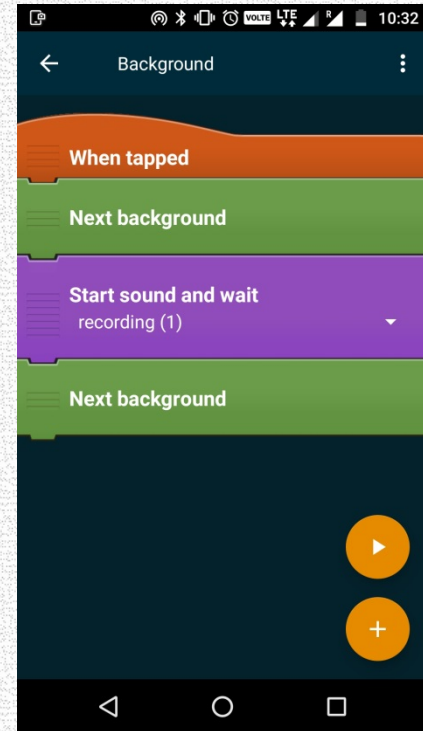 VOLTE LTE R 10:32
Background
When tapped
Next background
Start sound and wait
recording (1)
Next background